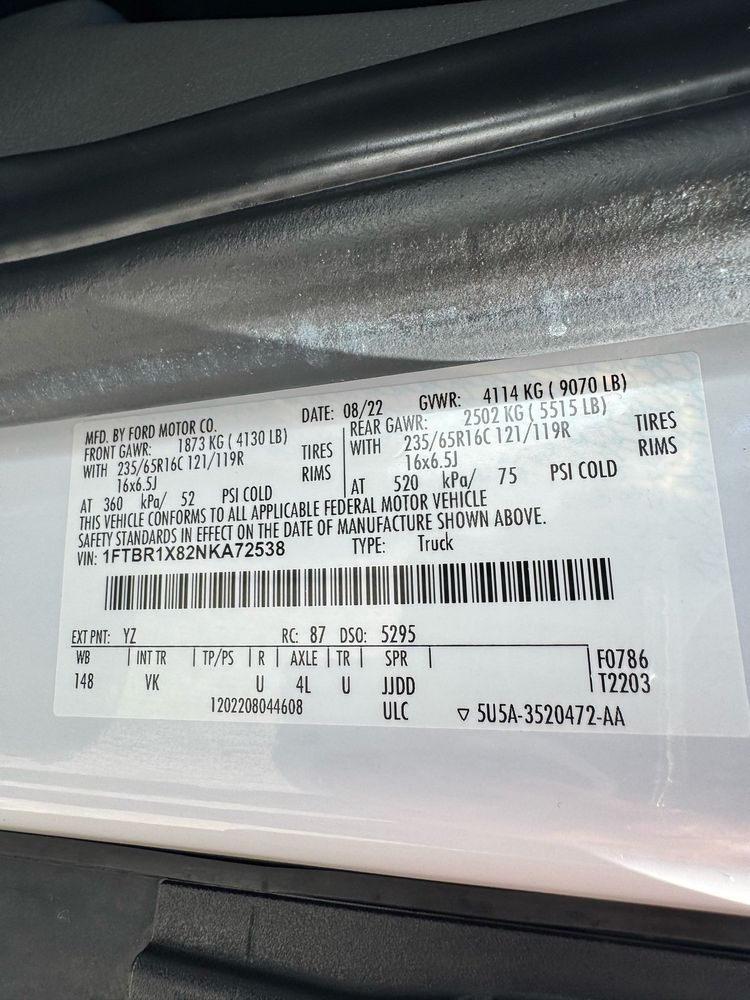 MFD. BY FORD MOTOR CO. DATE: 08/22 GVWR: 4114 KG ( 9070 LB)
FRONT GAWR: 1873 KG ( 4130 LB) REAR GAWR: 2502 KG ( 5515 LB)
WITH 235/65R16C 121/119R TIRES WITH 235/65R16C 121/119R TIRES
16x6.5J RIMS 16x6.5J RIMS
AT 360 kPa/ 52 PSI COLD AT 520 kPa/ 75 PSI COLD
THIS VEHICLE CONFORMS TO ALL APPLICABLE FEDERAL MOTOR VEHICLE
SAFETY STANDARDS IN EFFECT ON THE DATE OF MANUFACTURE SHOWN ABOVE.
VIN: 1FTBR1X82NKA72538 TYPE: Truck
EXT PNT: YZ RC: 87 DSO: 5295
WB INT TR TP/PS R AXLE TR SPR F0786
148 VK U 4L U JJDD T2203
1202208044608 ULC ▽ 5U5A-3520472-AA